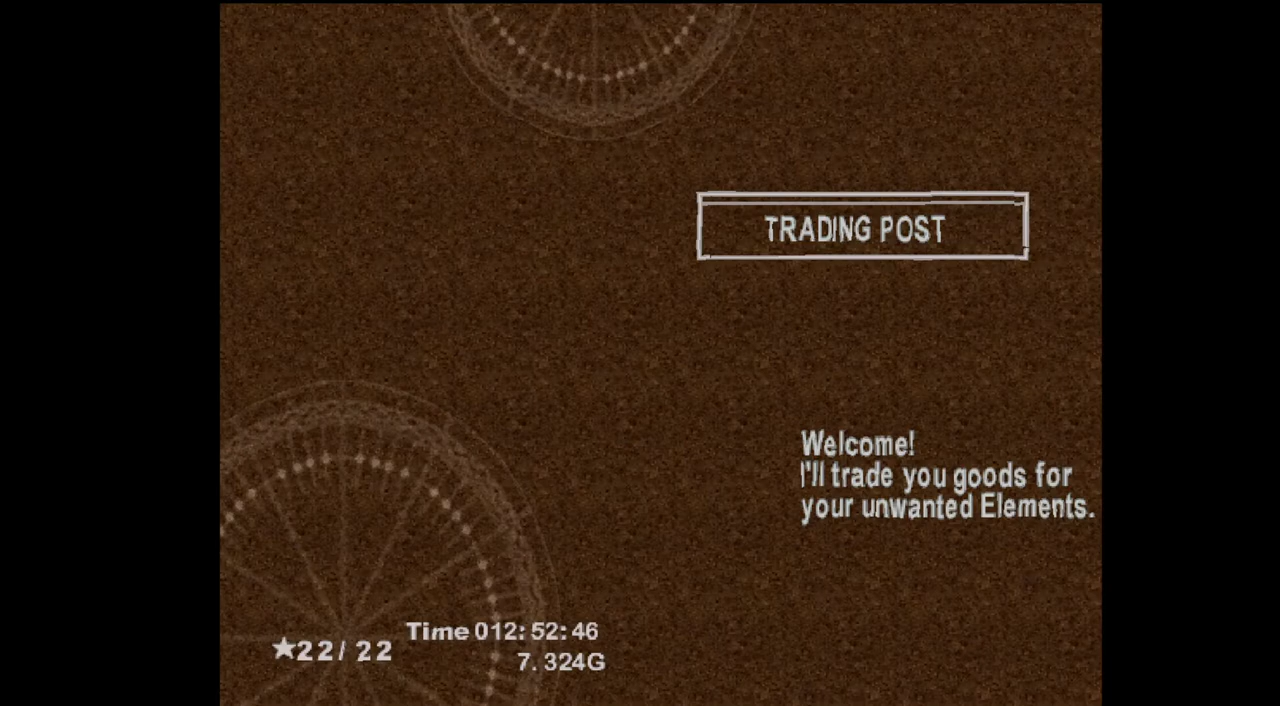 TRADING POST
Welcome!
I'll trade you goods for
your unwanted Elements.
Time 012:52:46
★22/22
7.324G